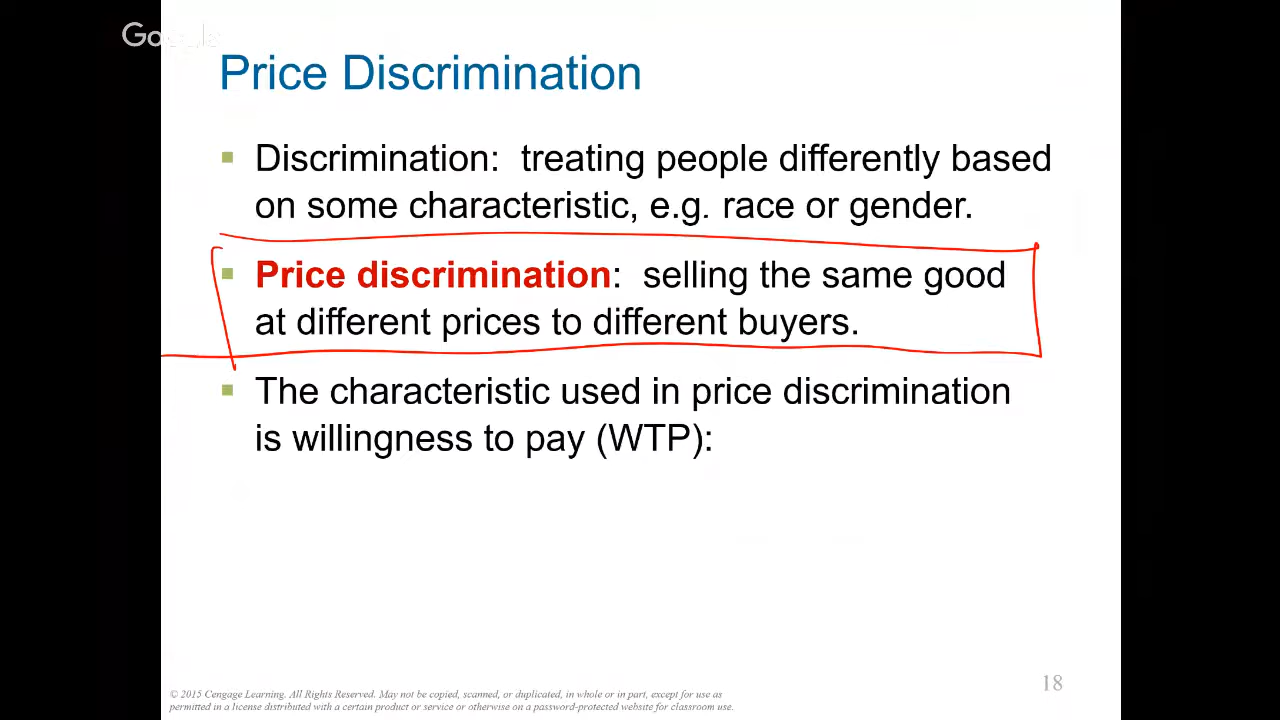 Google
Price Discrimination
▪ Discrimination:  treating people differently based
on some characteristic, e.g. race or gender.
▪ Price discrimination:  selling the same good
at different prices to different buyers.
▪ The characteristic used in price discrimination
is willingness to pay (WTP):
18
© 2015 Cengage Learning. All Rights Reserved. May not be copied, scanned, or duplicated, in whole or in part, except for use as
permitted in a license distributed with a certain product or service or otherwise on a password-protected website for classroom use.